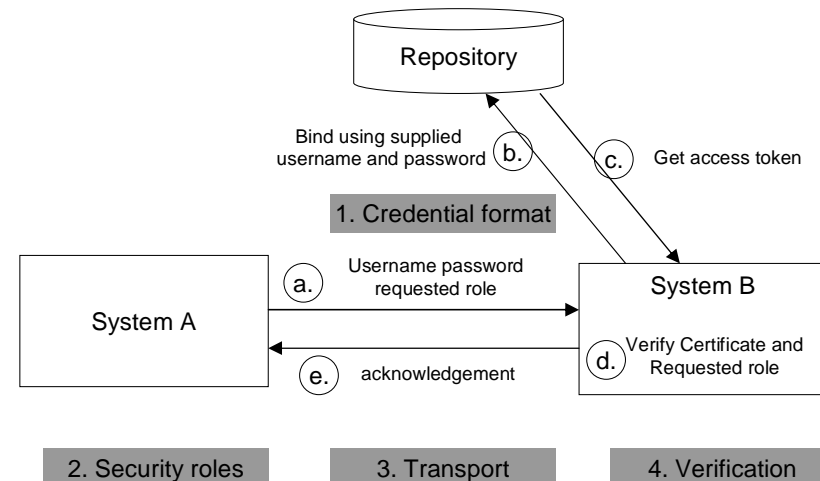 Repository
Bind using supplied
username and password
b.
c.
Get access token
1. Credential format
System A
a.
Username password
requested role
System B
d.
Verify Certificate and
Requested role
e.
acknowledgement
2. Security roles
3. Transport
4. Verification